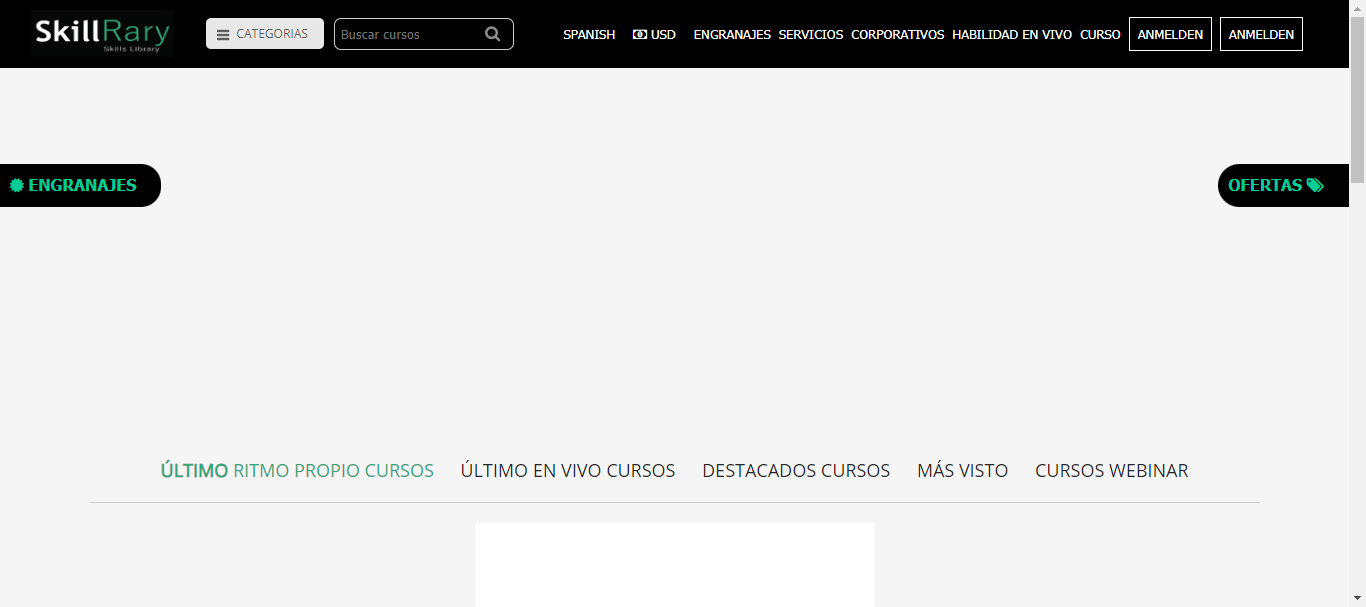 SkillRary
Skills Library
CATEGORIAS
Buscar cursos
SPANISH
USD
ENGRANAJES
SERVICIOS
CORPORATIVOS
HABILIDAD EN VIVO
CURSO
ANMELDEN
ANMELDEN
ENGRANAJES
OFERTAS
ÚLTIMO RITMO PROPIO CURSOS
ÚLTIMO EN VIVO CURSOS
DESTACADOS CURSOS
MÁS VISTO
CURSOS WEBINAR